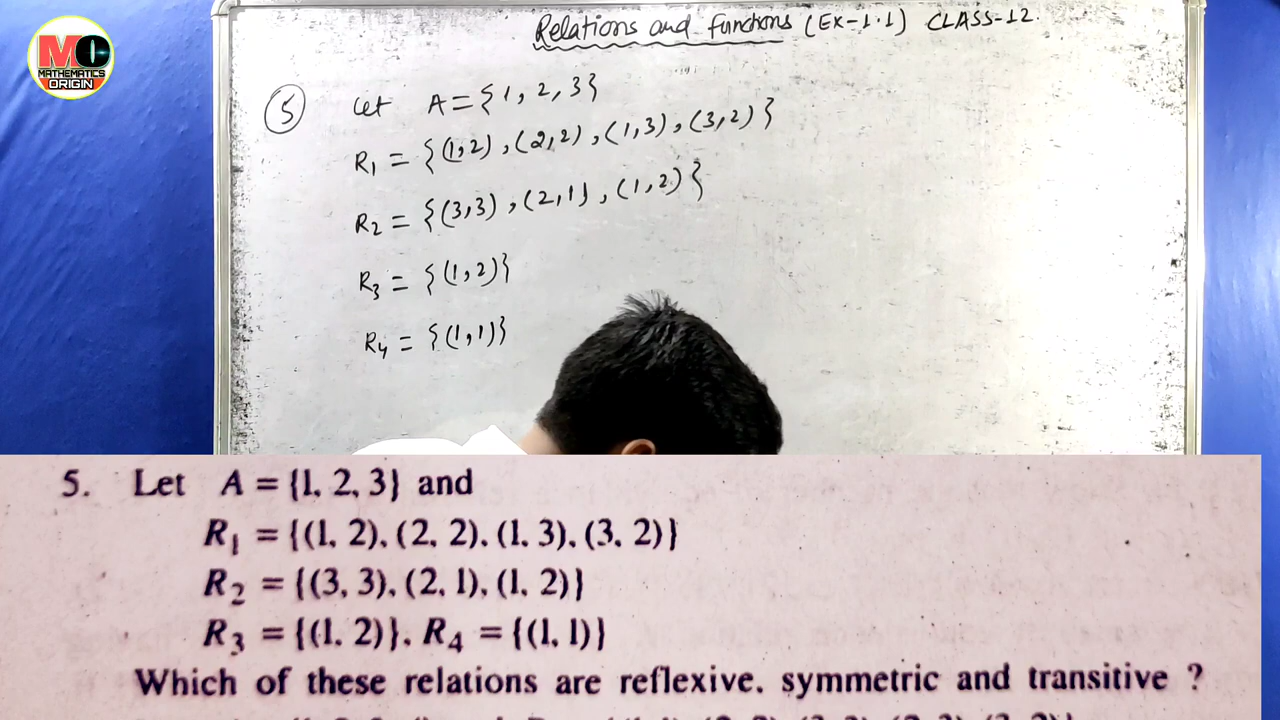 MO
MATHEMATICS
ORIGIN
Relations and functions (EX-1.1) CLASS-12.
5 Let A = {1, 2, 3}
R₁ = {(1,2), (2,2), (1,3), (3,2)}
R₂ = {(3,3), (2,1), (1,2)}
R₃ = {(1,2)}
R₄ = {(1,1)}
5. Let A = {1, 2, 3} and
R₁ = {(1, 2), (2, 2), (1, 3), (3, 2)}
R₂ = {(3, 3), (2, 1), (1, 2)}
R₃ = {(1, 2)}, R₄ = {(1, 1)}
Which of these relations are reflexive, symmetric and transitive ?